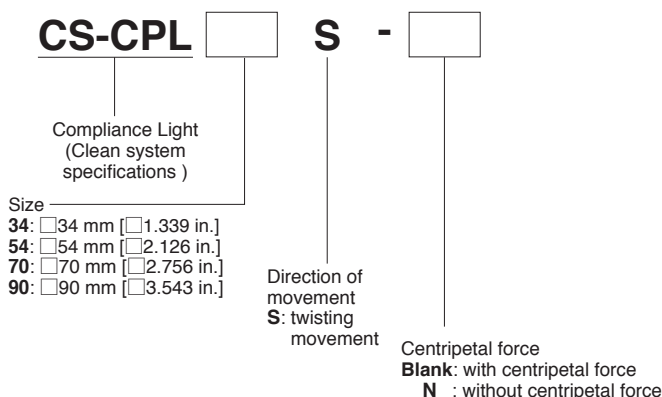 CS-CPL □ S - □
Compliance Light
(Clean system
specifications )
Size
34: □34 mm [□1.339 in.]
54: □54 mm [□2.126 in.]
70: □70 mm [□2.756 in.]
90: □90 mm [□3.543 in.]
Direction of
movement
S: twisting
movement
Centripetal force
Blank: with centripetal force
N : without centripetal force